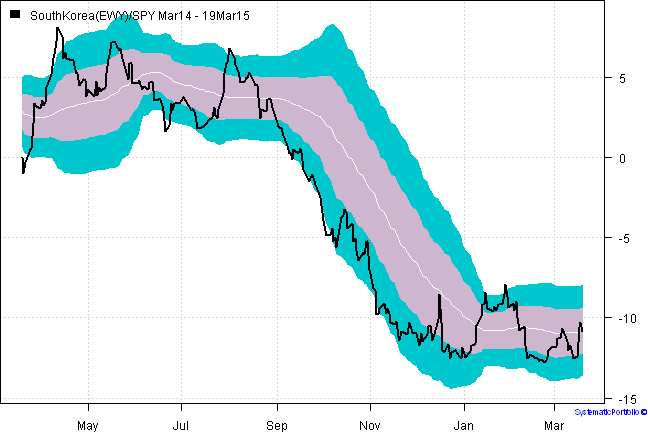 SouthKorea(EWY)/SPY Mar14 - 19Mar15
5
0
-5
-10
-15
May Jul Sep Nov Jan Mar
SystematicPortfolio ©